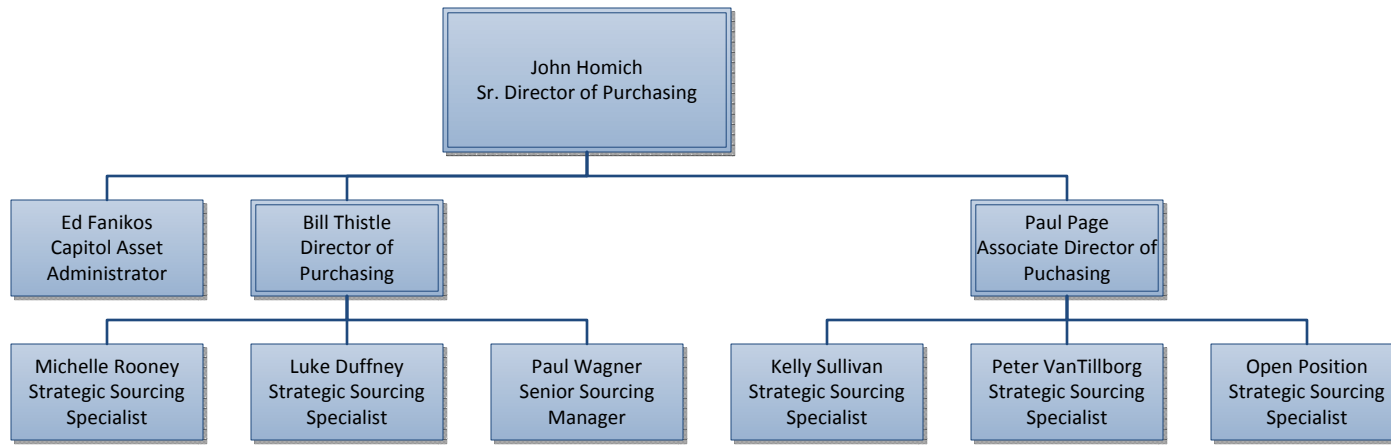 John Homich
Sr. Director of Purchasing
Ed Fanikos
Capitol Asset
Administrator
Bill Thistle
Director of
Purchasing
Paul Page
Associate Director of
Puchasing
Michelle Rooney
Strategic Sourcing
Specialist
Luke Duffney
Strategic Sourcing
Specialist
Paul Wagner
Senior Sourcing
Manager
Kelly Sullivan
Strategic Sourcing
Specialist
Peter VanTillborg
Strategic Sourcing
Specialist
Open Position
Strategic Sourcing
Specialist